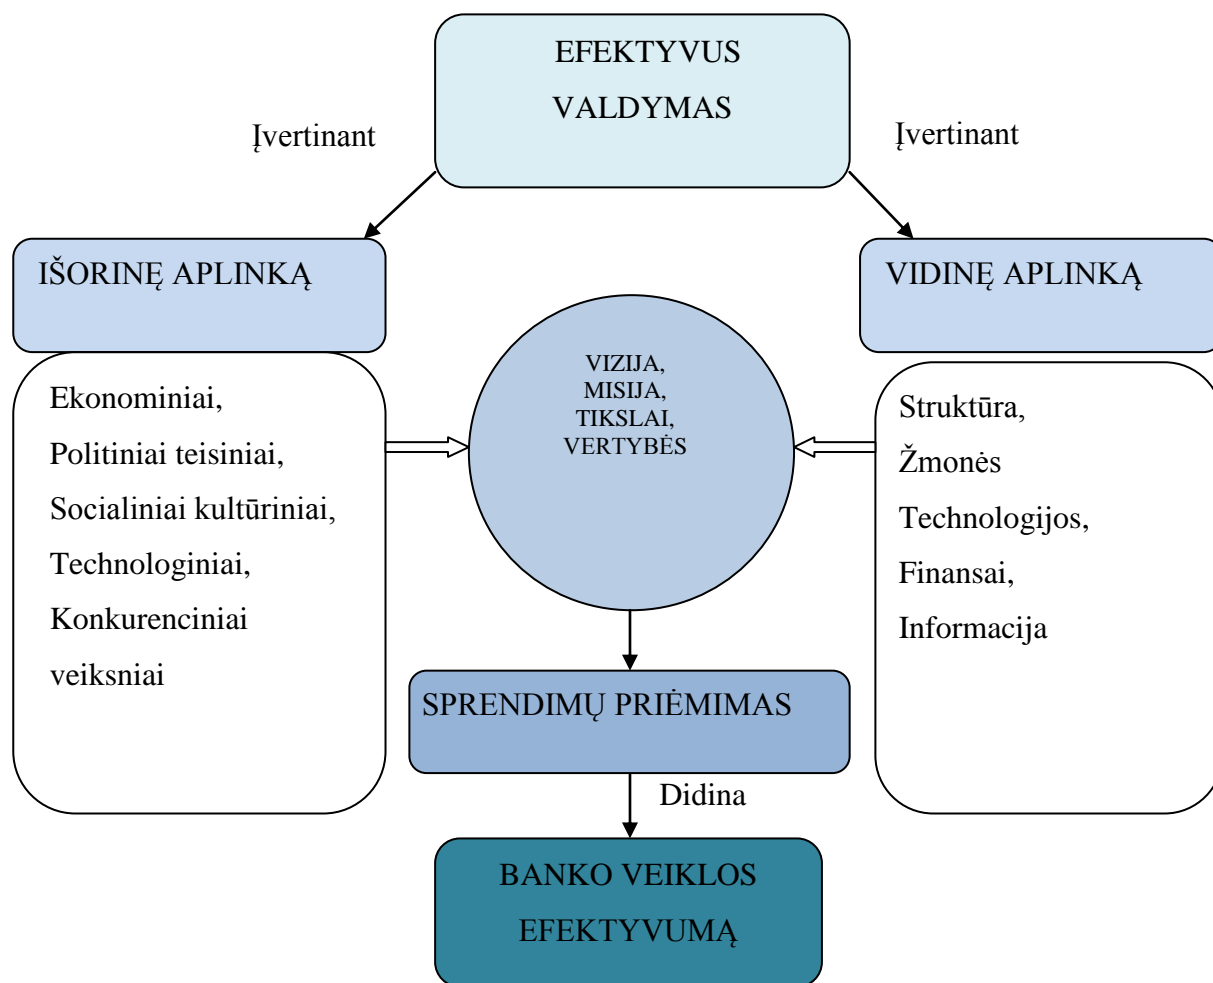 EFEKTYVUS
VALDYMAS
Įvertinant
Įvertinant
IŠORINĘ APLINKĄ
VIDINĘ APLINKĄ
Ekonominiai,
Politiniai teisiniai,
Socialiniai kultūriniai,
Technologiniai,
Konkurenciniai
veiksniai
VIZIJA,
MISIJA,
TIKSLAI,
VERTYBĖS
Struktūra,
Žmonės
Technologijos,
Finansai,
Informacija
SPRENDIMŲ PRIĖMIMAS
Didina
BANKO VEIKLOS
EFEKTYVUMĄ